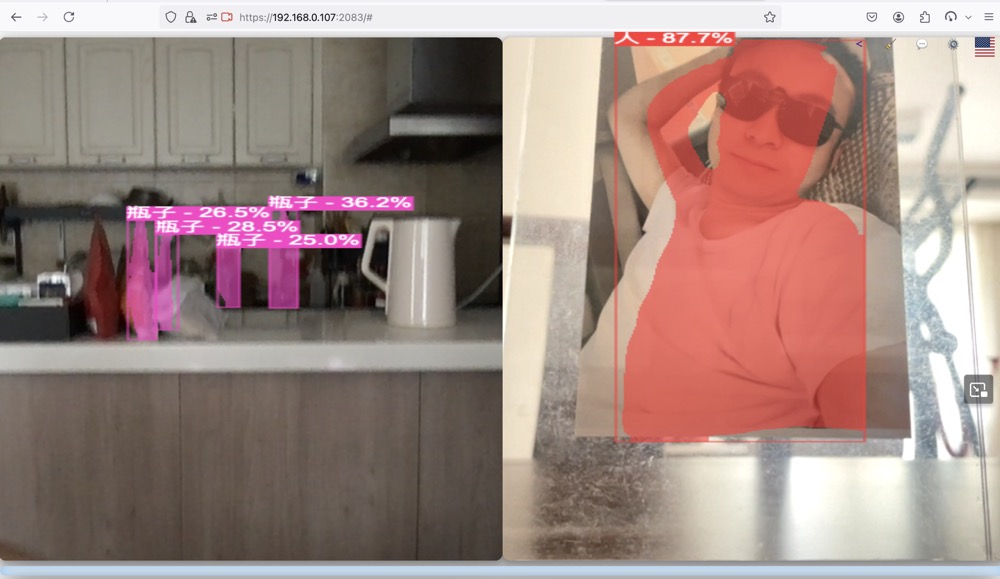 https://192.168.0.107:2083/#
瓶子 - 36.2%
瓶子 - 26.5%
瓶子 - 28.5%
瓶子 - 25.0%
人 - 87.7%